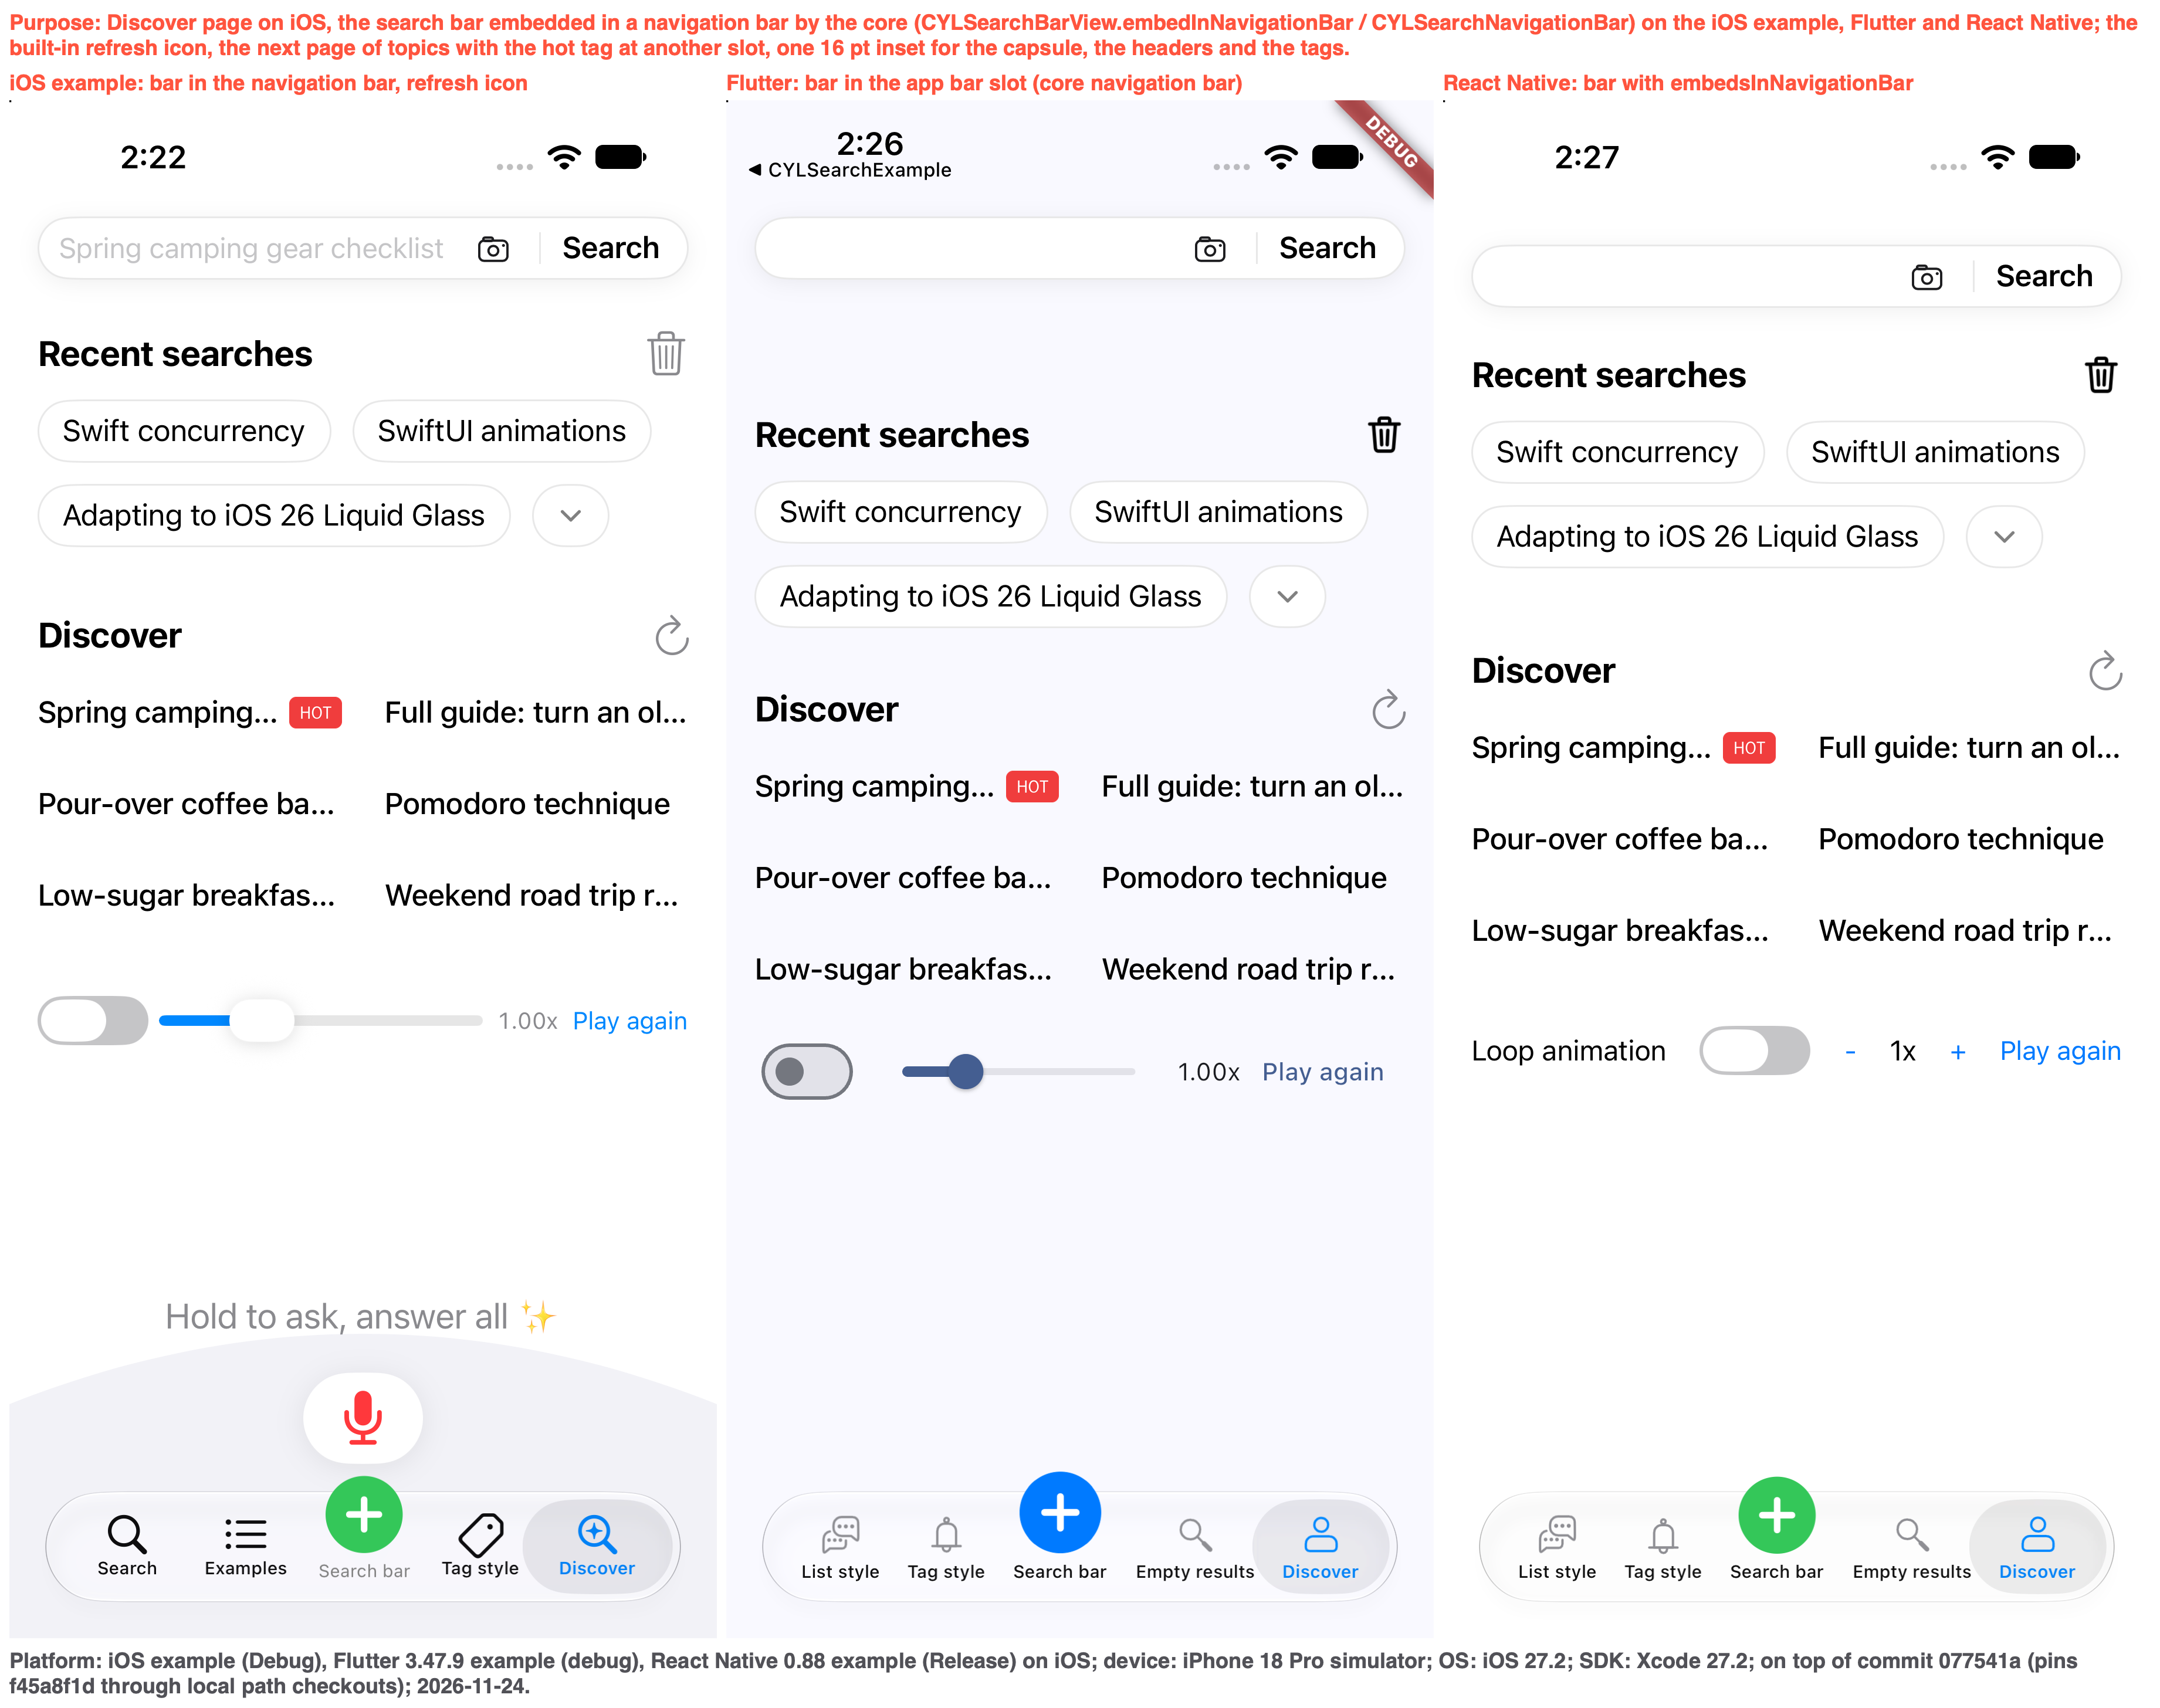 Purpose: Discover page on iOS, the search bar embedded in a navigation bar by the core (CYLSearchBarView.embedInNavigationBar / CYLSearchNavigationBar) on the iOS example, Flutter and React Native; the
built-in refresh icon, the next page of topics with the hot tag at another slot, one 16 pt inset for the capsule, the headers and the tags.
iOS example: bar in the navigation bar, refresh icon
2:22
Spring camping gear checklist
Search
Recent searches
Swift concurrency
SwiftUI animations
Adapting to iOS 26 Liquid Glass
Discover
Spring camping... HOT
Full guide: turn an ol...
Pour-over coffee ba...
Pomodoro technique
Low-sugar breakfas...
Weekend road trip r...
1.00x
Play again
Hold to ask, answer all ✨
Search
Examples
Search bar
Tag style
Discover
Flutter: bar in the app bar slot (core navigation bar)
2:26
◀ CYLSearchExample
DEBUG
Search
Recent searches
Swift concurrency
SwiftUI animations
Adapting to iOS 26 Liquid Glass
Discover
Spring camping... HOT
Full guide: turn an ol...
Pour-over coffee ba...
Pomodoro technique
Low-sugar breakfas...
Weekend road trip r...
1.00x
Play again
List style
Tag style
Search bar
Empty results
Discover
React Native: bar with embedsInNavigationBar
2:27
Search
Recent searches
Swift concurrency
SwiftUI animations
Adapting to iOS 26 Liquid Glass
Discover
Spring camping... HOT
Full guide: turn an ol...
Pour-over coffee ba...
Pomodoro technique
Low-sugar breakfas...
Weekend road trip r...
Loop animation
- 1x +
Play again
List style
Tag style
Search bar
Empty results
Discover
Platform: iOS example (Debug), Flutter 3.47.9 example (debug), React Native 0.88 example (Release) on iOS; device: iPhone 18 Pro simulator; OS: iOS 27.2; SDK: Xcode 27.2; on top of commit 077541a (pins
f45a8f1d through local path checkouts); 2026-11-24.